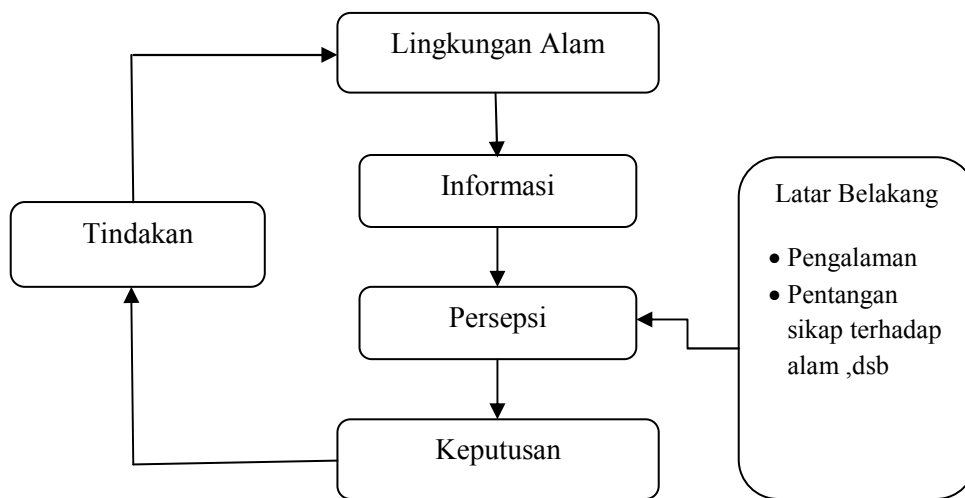 Lingkungan Alam
Informasi
Tindakan
Persepsi
Keputusan
Latar Belakang
• Pengalaman
• Pentangan
sikap terhadap
alam ,dsb